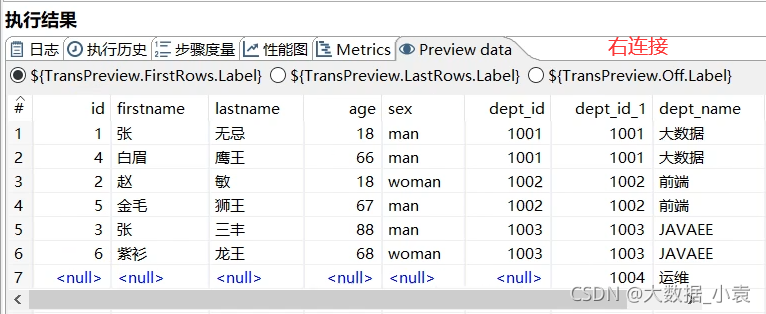 执行结果
日志 执行历史 步骤度量 性能图 Metrics Preview data 右连接
${TransPreview.FirstRows.Label} ${TransPreview.LastRows.Label} ${TransPreview.Off.Label}
# id firstname lastname age sex dept_id dept_id_1 dept_name
1 1 张 无忌 18 man 1001 1001 大数据
2 4 白眉 鹰王 66 man 1001 1001 大数据
3 2 赵 敏 18 woman 1002 1002 前端
4 5 金毛 狮王 67 man 1002 1002 前端
5 3 张 三丰 88 man 1003 1003 JAVAEE
6 6 紫衫 龙王 68 woman 1003 1003 JAVAEE
7 <null> <null> <null> <null> <null> <null> 1004 运维
CSDN @大数据_小袁